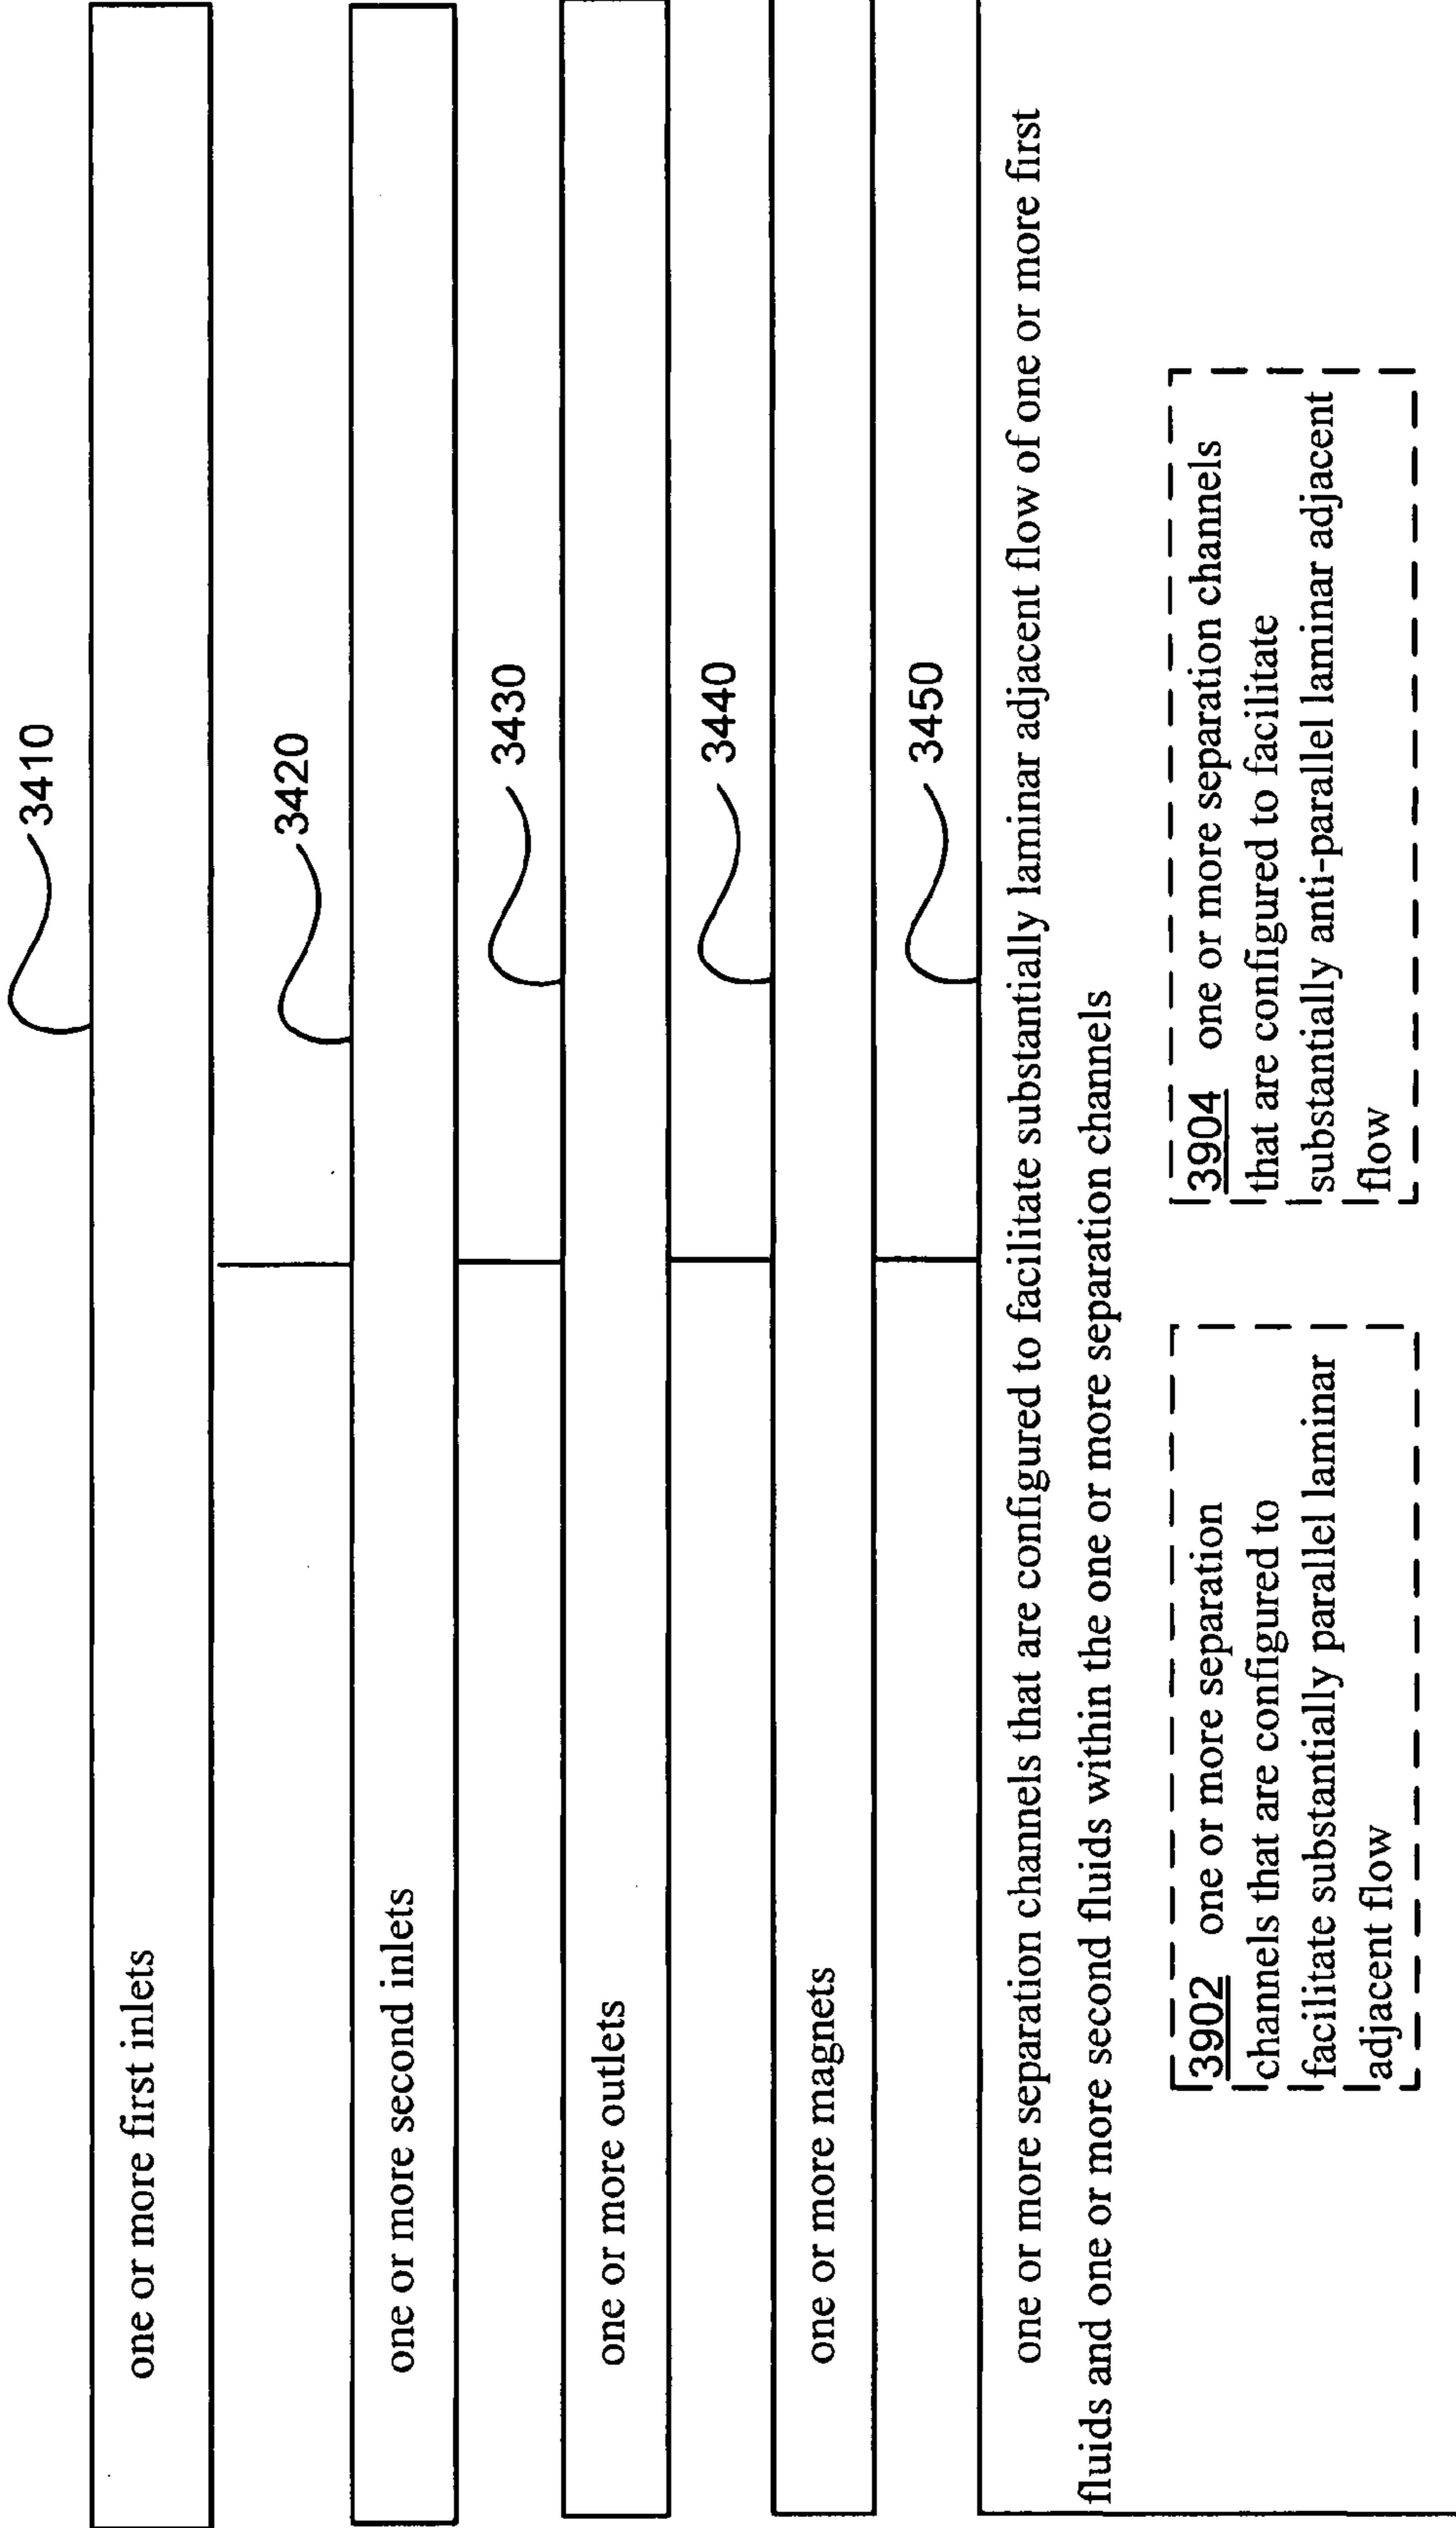 3410
one or more first inlets
3420
one or more second inlets
3430
one or more outlets
3440
one or more magnets
3450
one or more separation channels that are configured to facilitate substantially laminar adjacent flow of one or more first
fluids and one or more second fluids within the one or more separation channels
3902 one or more separation
channels that are configured to
facilitate substantially parallel laminar
adjacent flow
3904 one or more separation channels
that are configured to facilitate
substantially anti-parallel laminar adjacent
flow